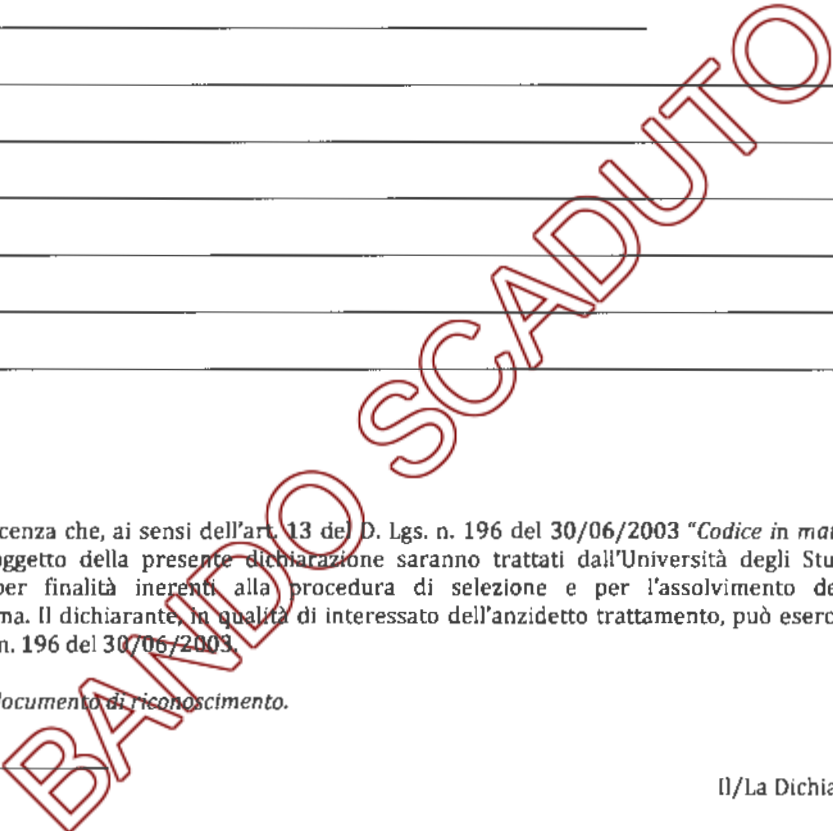 BANDO SCADUTO
cenza che, ai sensi dell'art. 13 del D. Lgs. n. 196 del 30/06/2003 "Codice in mat
oggetto della presente dichiarazione saranno trattati dall'Università degli Stu
per finalità inerenti alla procedura di selezione e per l'assolvimento de
ma. Il dichiarante, in qualità di interessato dell'anzidetto trattamento, può eserc
n. 196 del 30/06/2003.
documento di riconoscimento.
Il/La Dichia